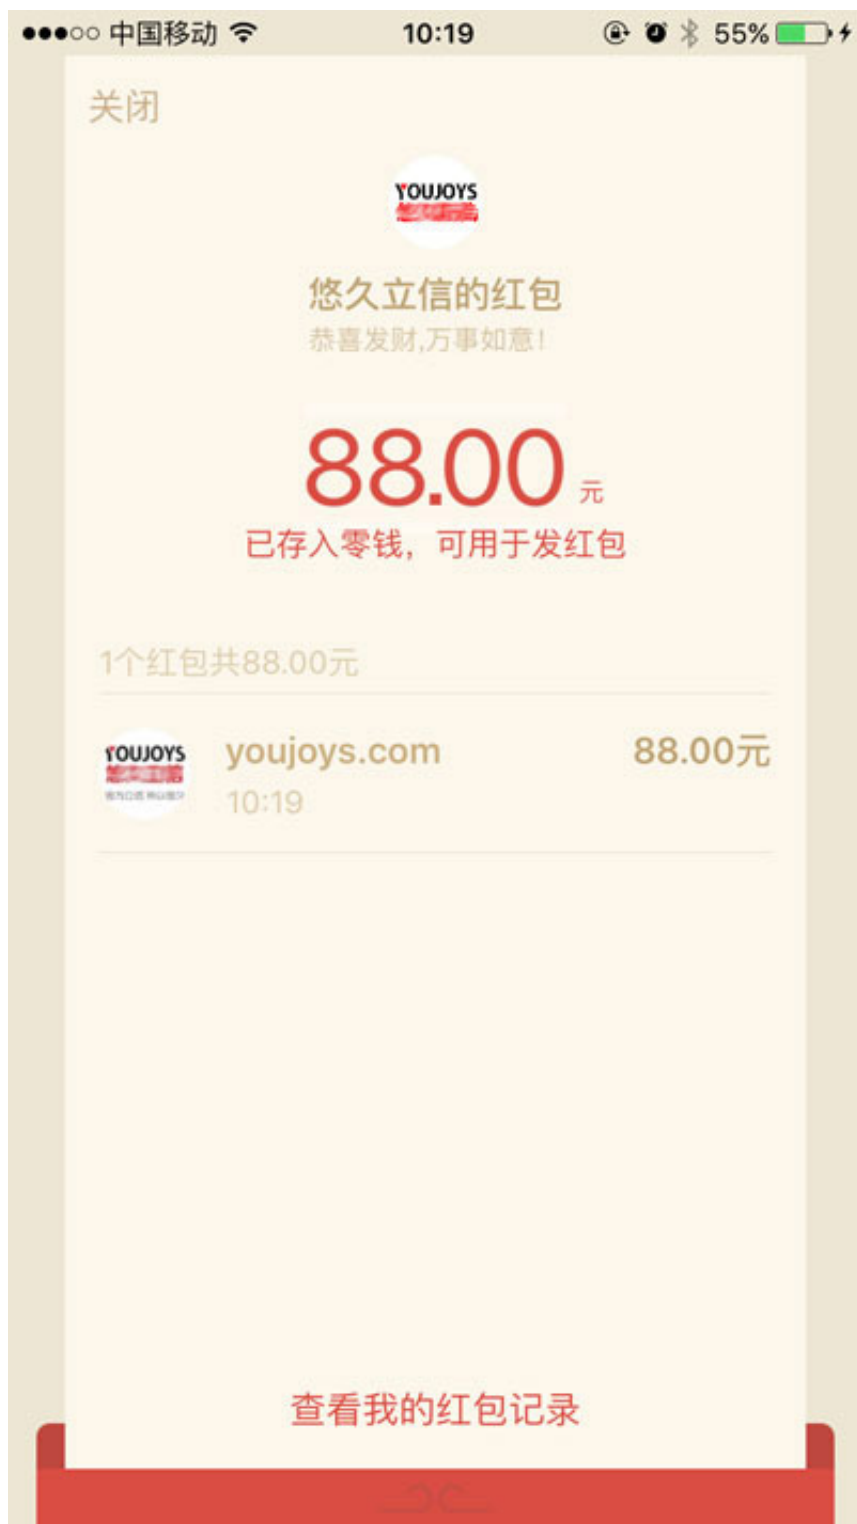 中国移动 10:19 55%
关闭
YOUJOYS
悠久立信的红包
恭喜发财,万事如意!
88.00 元
已存入零钱，可用于发红包
1个红包共88.00元
YOUJOYS
youjoys.com 88.00元
10:19
查看我的红包记录